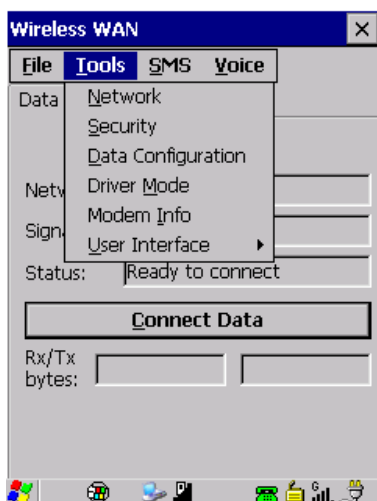 Wireless WAN
File Tools SMS Voice
Data
Network
Security
Data Configuration
Driver Mode
Modem Info
User Interface
Netw
Sign
Status: Ready to connect
Connect Data
Rx/Tx
bytes:
G